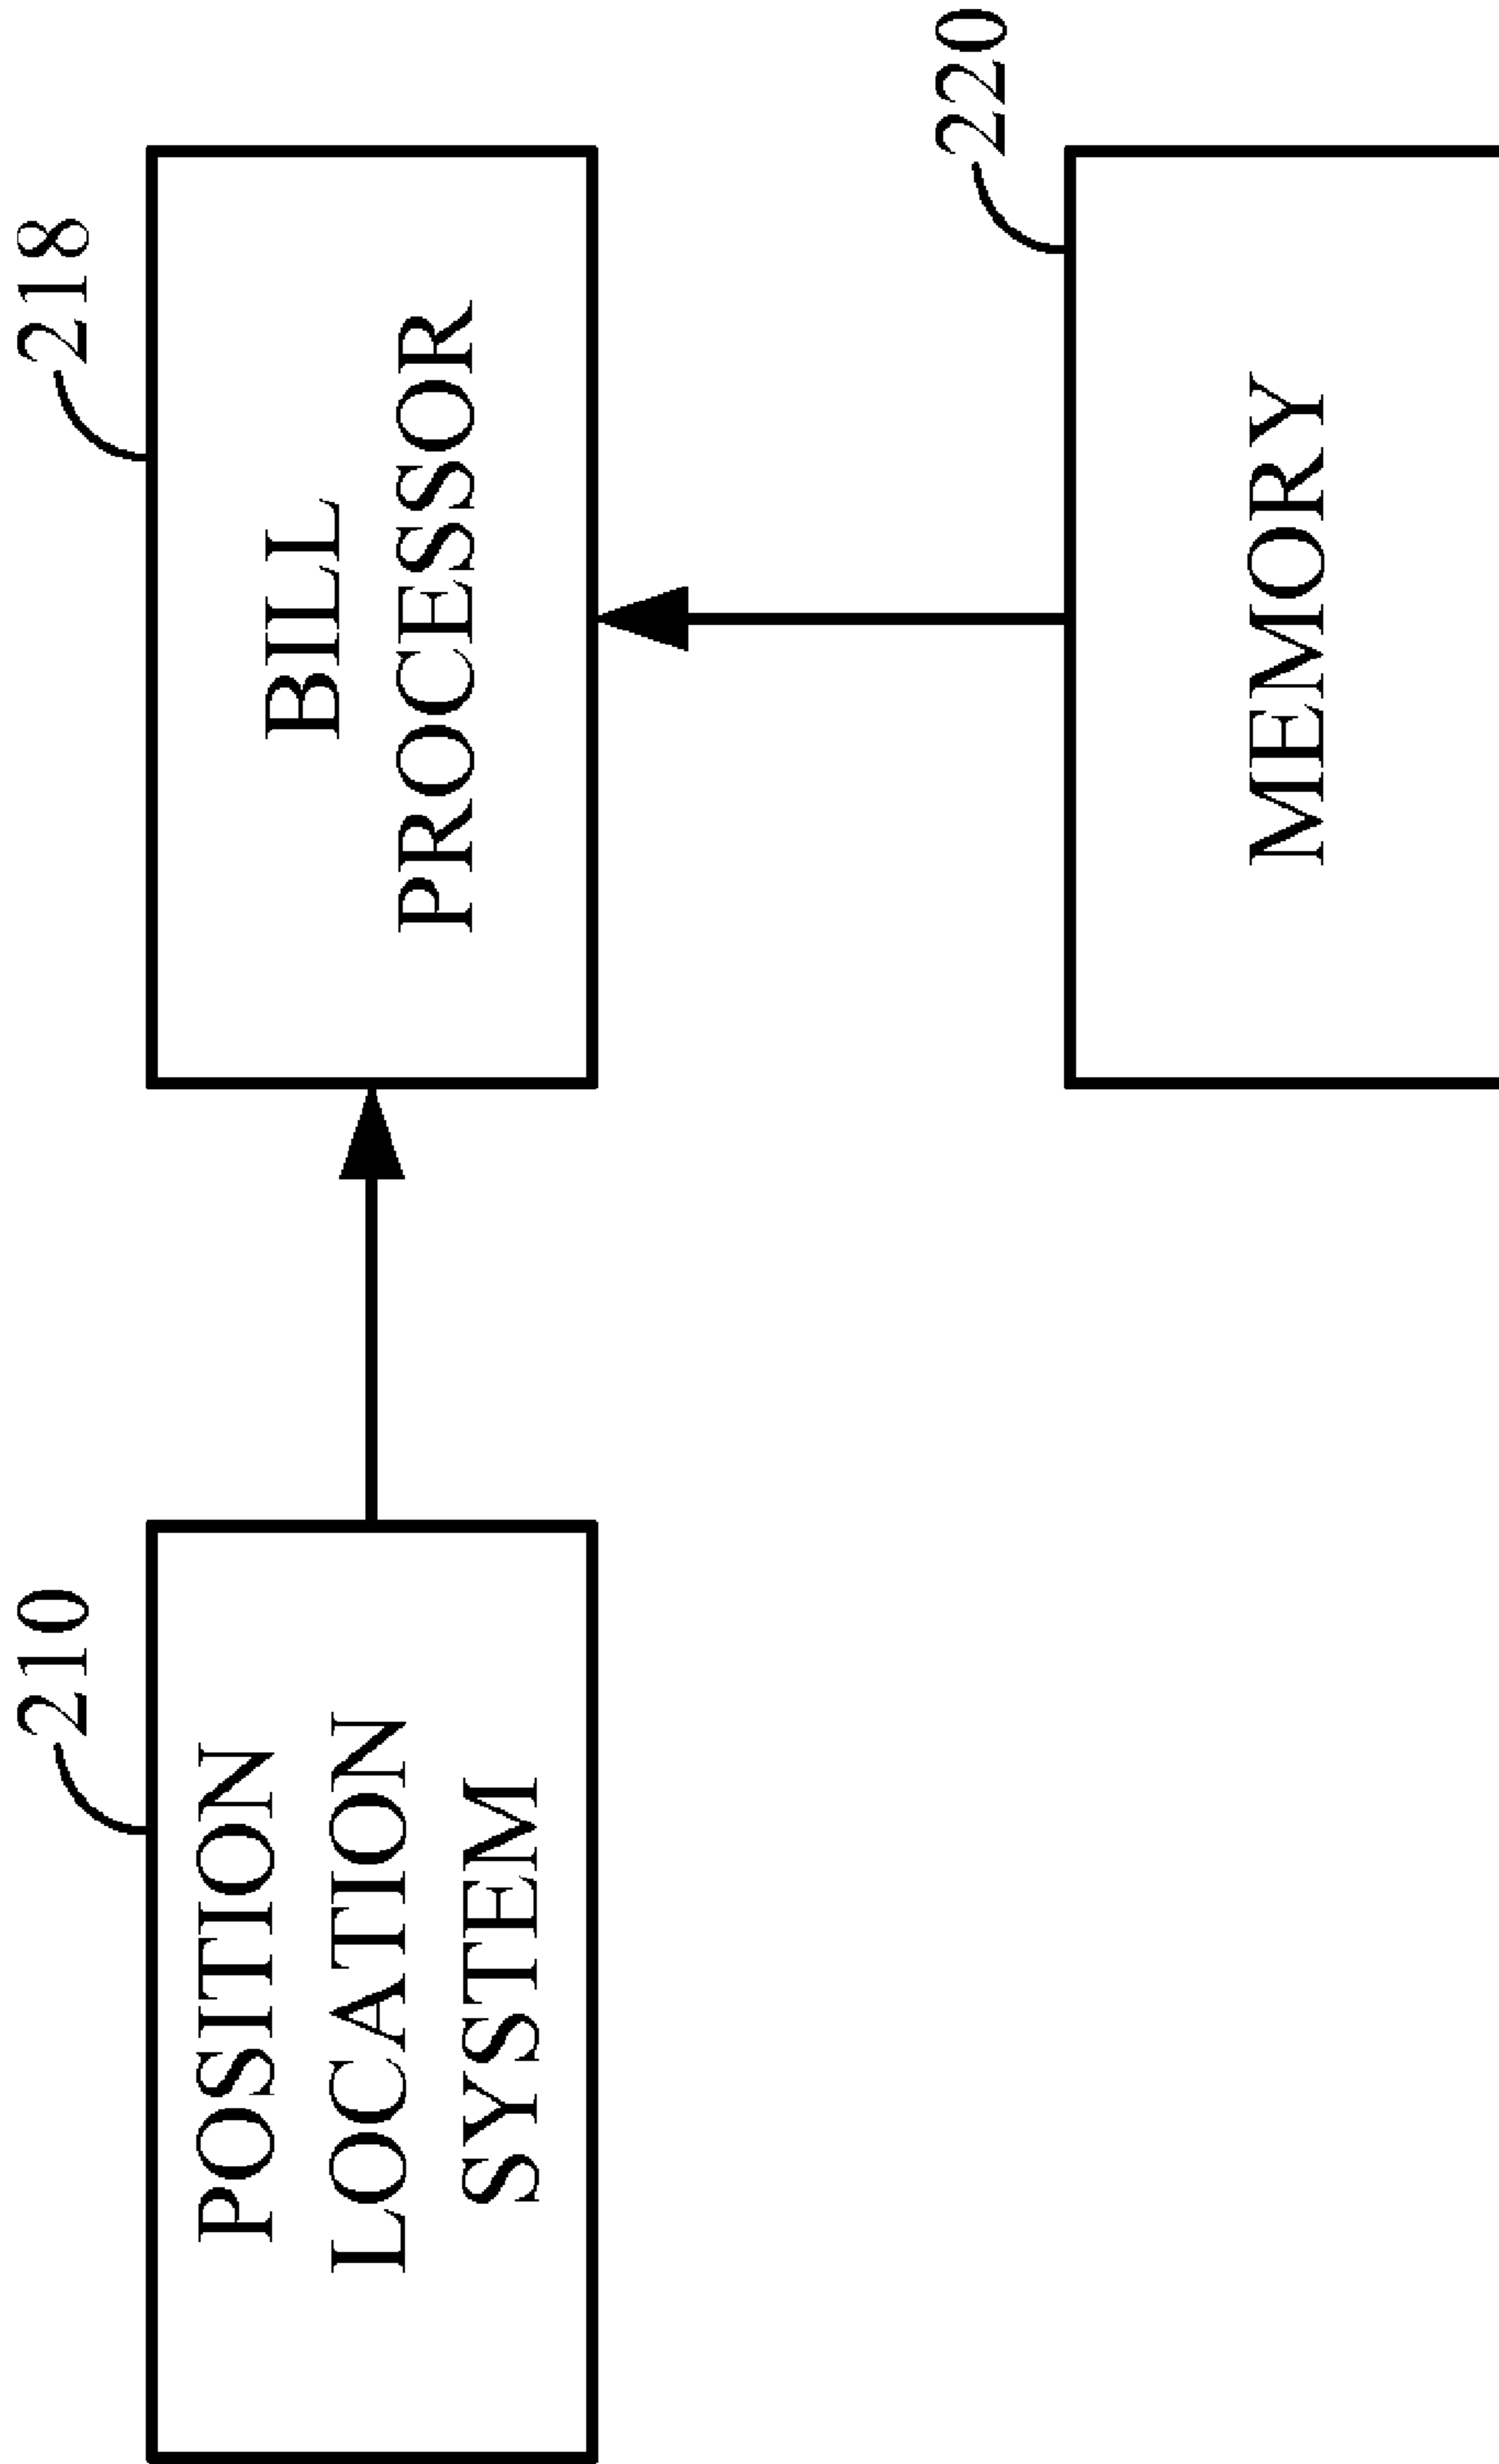 210
POSITION
LOCATION
SYSTEM
218
BILL
PROCESSOR
220
MEMORY